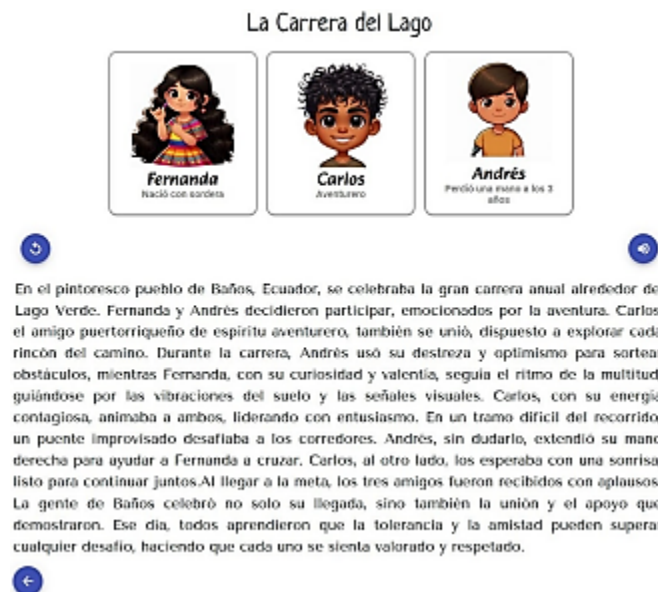 La Carrera del Lago
Fernanda
Nació con sordera
Carlos
Aventurero
Andrés
Perdió una mano a los 3
años
En el pintoresco pueblo de Baños, Ecuador, se celebraba la gran carrera anual alrededor de
Lago Verde. Fernanda y Andrés decidieron participar, emocionados por la aventura. Carlos
el amigo puertorriqueño de espíritu aventurero, también se unió, dispuesto a explorar cada
rincón del camino. Durante la carrera, Andrés usó su destreza y optimismo para sortea
obstáculos, mientras Fernanda, con su curiosidad y valentía, seguía el ritmo de la multitud
guiándose por las vibraciones del suelo y las señales visuales. Carlos, con su energía
contagiosa, animaba a ambos, liderando con entusiasmo. En un tramo difícil del recorrido
un puente improvisado desafiaba a los corredores. Andrés, sin dudarlo, extendió su mano
derecha para ayudar a Fernanda a cruzar. Carlos, al otro lado, los esperaba con una sonrisa
listo para continuar juntos.Al llegar a la meta, los tres amigos fueron recibidos con aplausos
La gente de Baños celebró no solo su llegada, sino también la unión y el apoyo que
demostraron. Ese día, todos aprendieron que la tolerancia y la amistad pueden supera
cualquier desafío, haciendo que cada uno se sienta valorado y respetado.